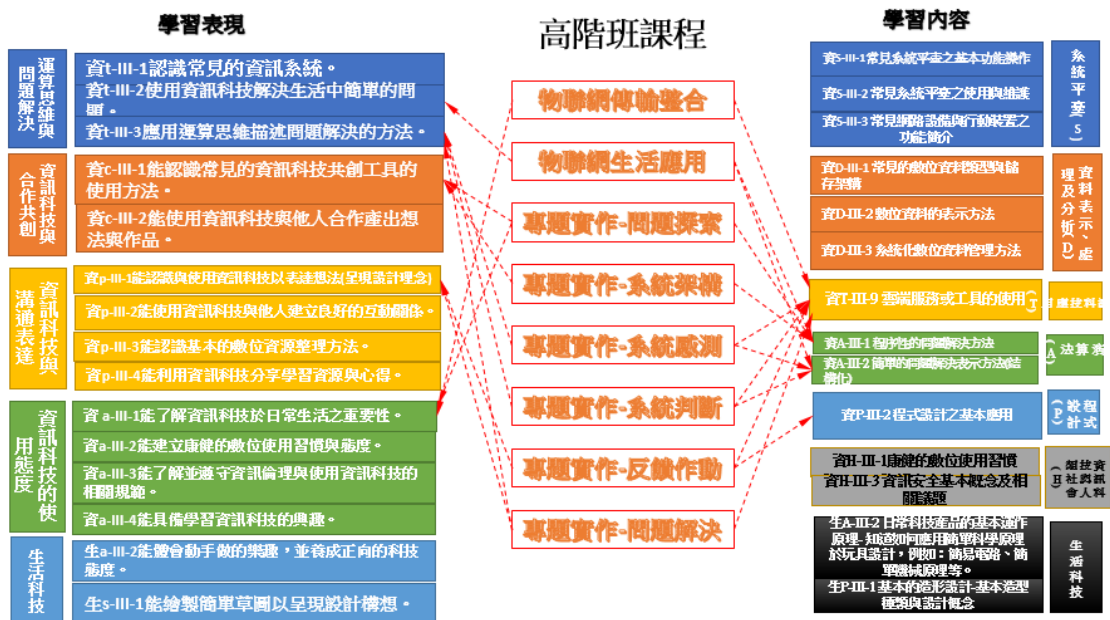 學習表現
高階班課程
學習內容
運算思維與
問題解決
資t-III-1認識常見的資訊系統。
資t-III-2使用資訊科技解決生活中簡單的問
題。
資t-III-3應用運算思維描述問題解決的方法。
資訊科技與
合作共創
資c-III-1能認識常見的資訊科技共創工具的
使用方法。
資c-III-2能使用資訊科技與他人合作產出想
法與作品。
資訊科技與
溝通表達
資p-III-1能認識與使用資訊科技以表達想法(呈現設計理念)
資p-III-2能使用資訊科技與他人建立良好的互動關係。
資p-III-3能認識基本的數位資源整理方法。
資p-III-4能利用資訊科技分享學習資源與心得。
資訊科技的使
用態度
資 a-III-1能了解資訊科技於日常生活之重要性。
資a-III-2能建立康健的數位使用習慣與態度。
資a-III-3能了解並遵守資訊倫理與使用資訊科技的
相關規範。
資a-III-4能具備學習資訊科技的興趣。
生活科技
生a-III-2能體會動手做的樂趣，並養成正向的科技
態度。
生s-III-1能繪製簡單草圖以呈現設計構想。
物聯網傳輸整合
物聯網生活應用
專題實作-問題探索
專題實作-系統架構
專題實作-系統感測
專題實作-系統判斷
專題實作-反饋作動
專題實作-問題解決
資S-III-1 常見系統平臺之基本功能操作
資S-III-2 常見系統平臺之使用與維護
資S-III-3 常見網路設備與行動裝置之
功能簡介
系統平臺(S)
資D-III-1 常見的數位資料類型與儲
存架構
資D-III-2 數位資料的表示方法
資D-III-3 系統化數位資料管理方法
資料表示、處
理及分析(D)
資T-III-9 雲端服務或工具的使用
資A-III-1 程序性的問題解決方法
資A-III-2 簡單的問題解決表示方法(結
構化)
演算法
(A)
資P-III-2 程式設計之基本應用
程式
設計
(P)
資H-III-1康健的數位使用習慣
資H-III-3 資訊安全基本概念及相
關議題
資訊科技與人類社會(H)
生A-III-2 日常科技產品的基本運作
原理-知道如何應用簡單科學原理
於玩具設計，例如：簡易電路、簡
單機械原理等。
生P-III-1 基本的造形設計-基本造型
種類與設計概念
生活科技